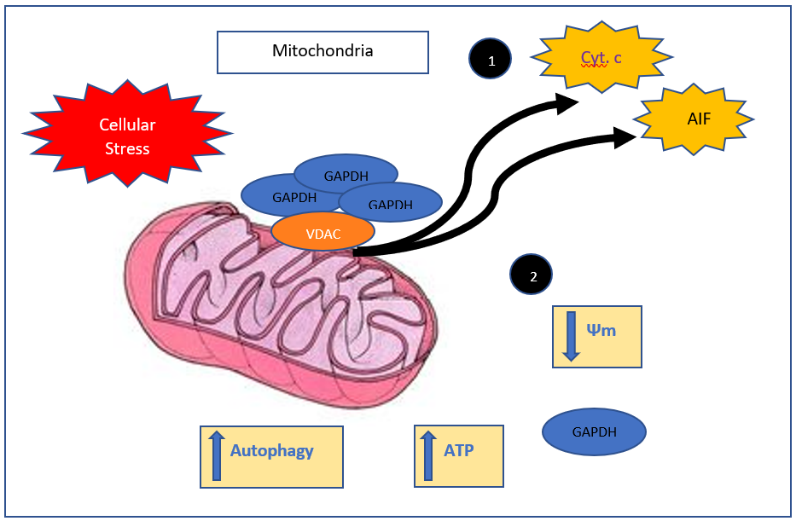 Mitochondria
1
Cyt. c
AIF
Cellular
Stress
GAPDH
GAPDH
GAPDH
VDAC
2
Ψm
GAPDH
Autophagy
ATP